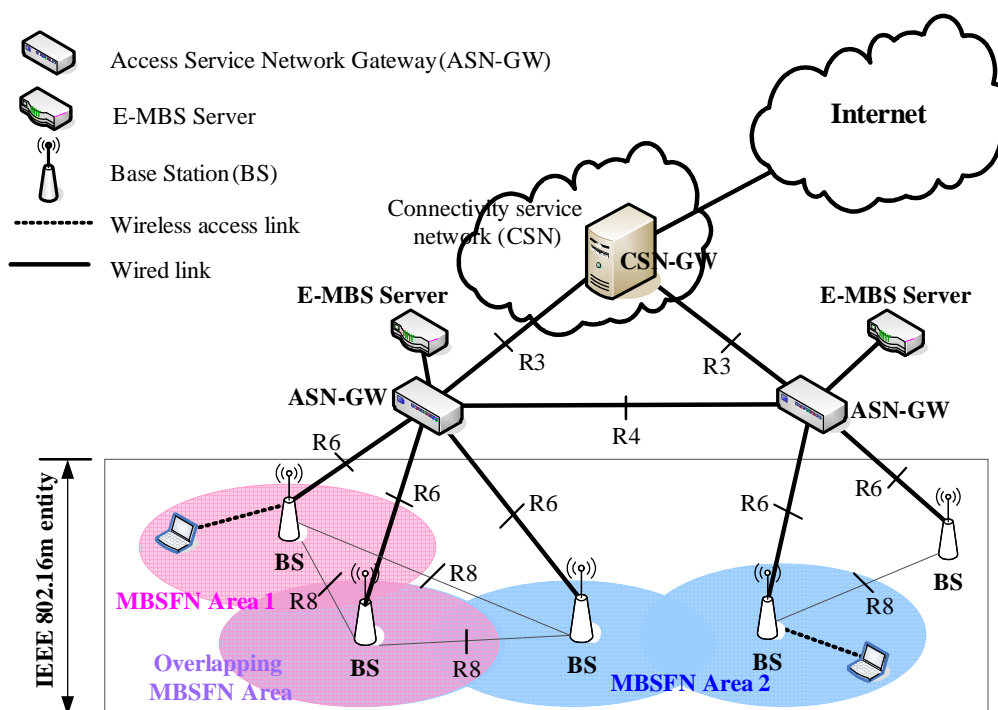 Access Service Network Gateway(ASN-GW)
E-MBS Server
Base Station(BS)
Wireless access link
Wired link
Internet
Connectivity service
network (CSN)
CSN-GW
E-MBS Server
E-MBS Server
R3
R3
ASN-GW
ASN-GW
R4
R6
R6
R6
R6
R6
IEEE 802.16m entity
BS
BS
MBSFN Area 1
R8
R8
R8
R8
BS
BS
BS
Overlapping
MBSFN Area
MBSFN Area 2